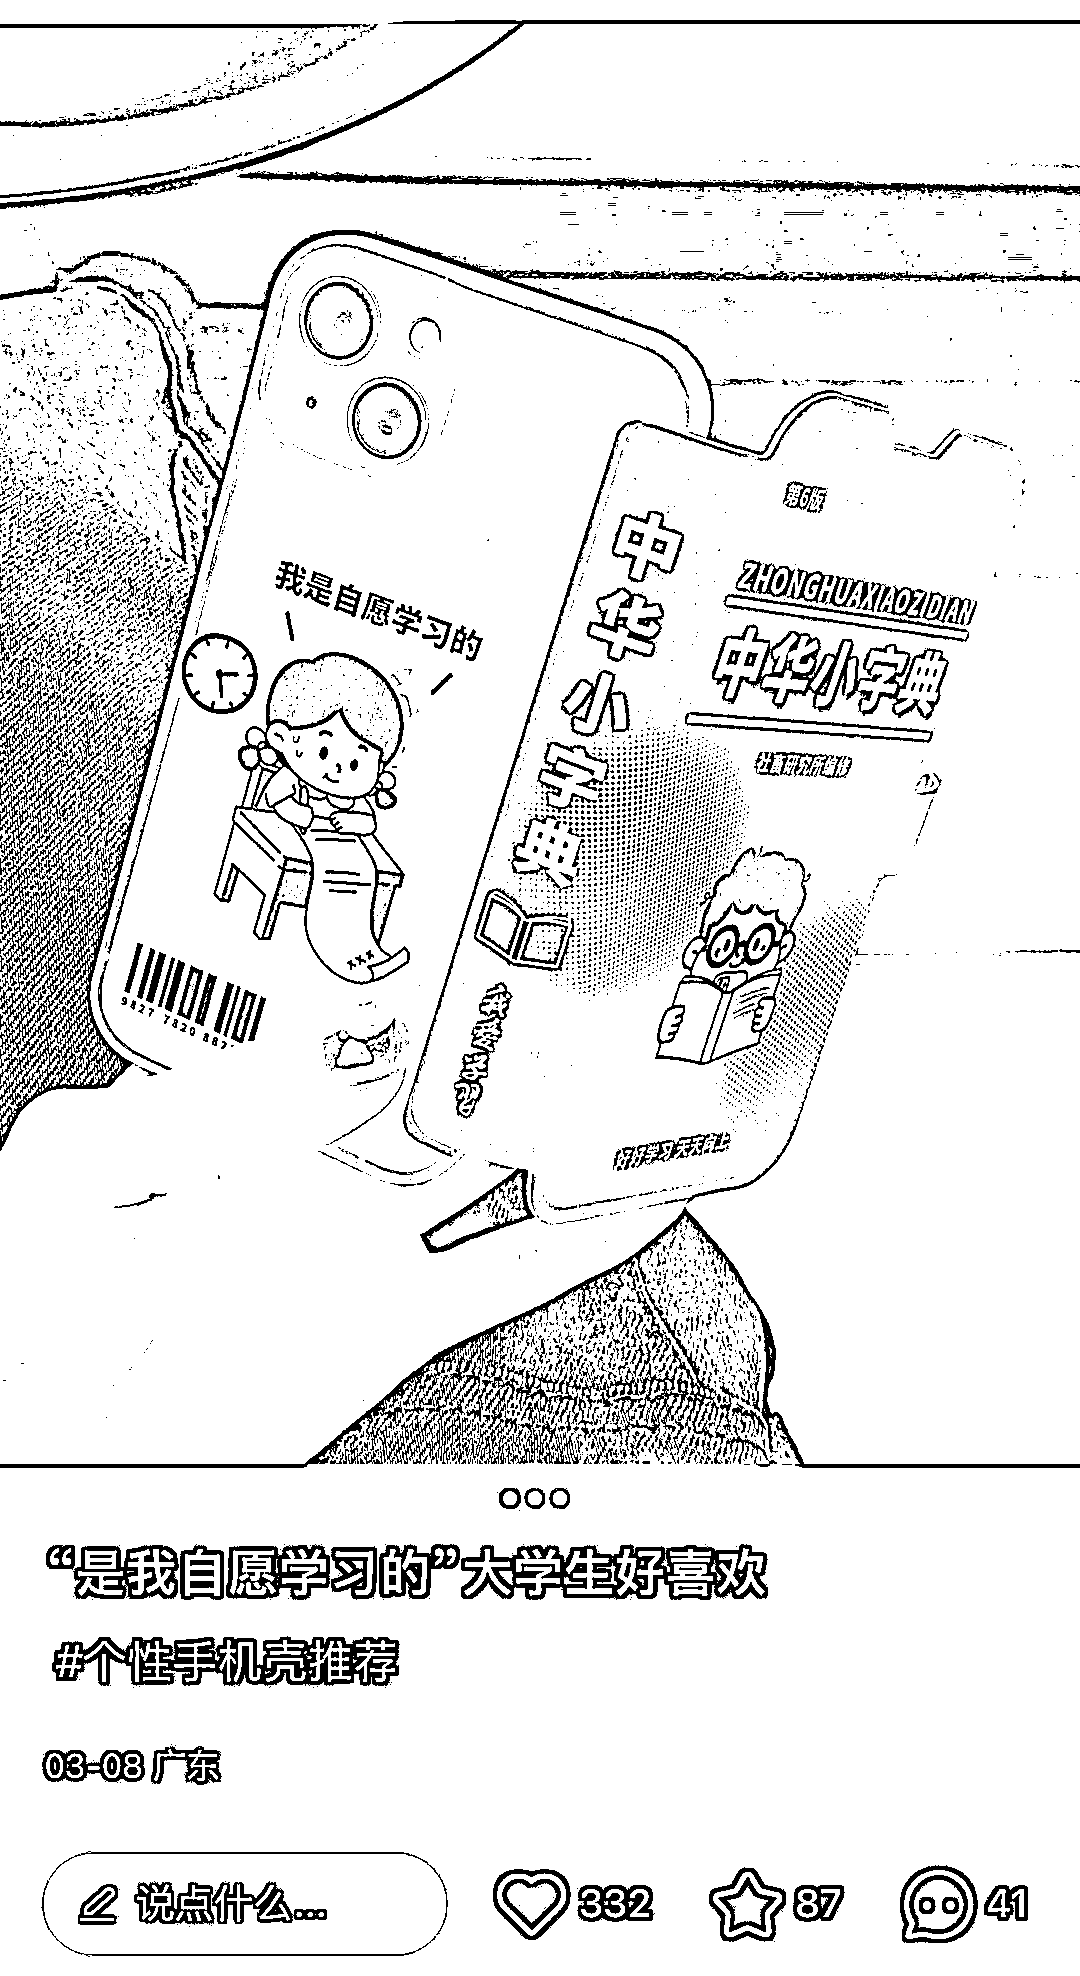 第6版
ZHONGHUAXIAOZIDIAN
中华小字典
中华小字典
我是自愿学习的
9827 7820 887
XXX
好好学习 天天向上
“是我自愿学习的”大学生好喜欢
#个性手机壳推荐
03-08 广东
说点什么...
332
87
41